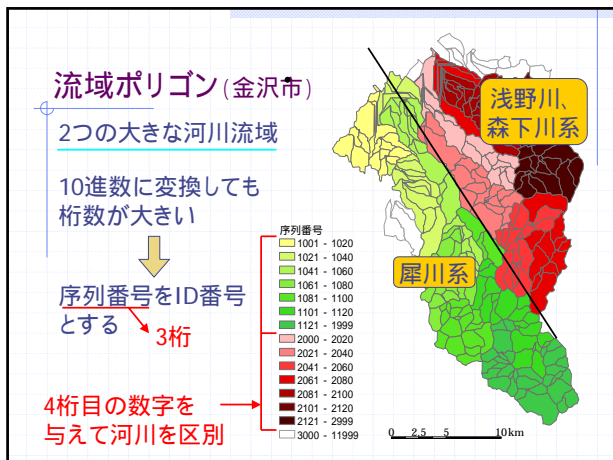 流域ポリゴン(金沢市)
2つの大きな河川流域
10進数に変換しても
桁数が大きい
序列番号をID番号
とする
3桁
4桁目の数字を
与えて河川を区別
序列番号
1001 - 1020
1021 - 1040
1041 - 1060
1061 - 1080
1081 - 1100
1101 - 1120
1121 - 1999
2000 - 2020
2021 - 2040
2041 - 2060
2061 - 2080
2081 - 2100
2101 - 2120
2121 - 2999
3000 - 11999
浅野川、
森下川系
犀川系
0 2.5 5 10km